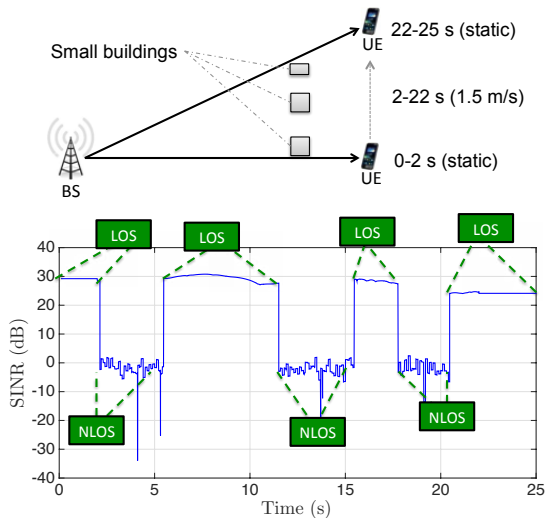 22-25 s (static)
UE
Small buildings
2-22 s (1.5 m/s)
0-2 s (static)
BS
UE
LOS
LOS
LOS
LOS
40
30
20
10
0
-10
-20
-30
-40
SINR (dB)
NLOS
NLOS
NLOS
0
5
10
15
20
25
Time (s)